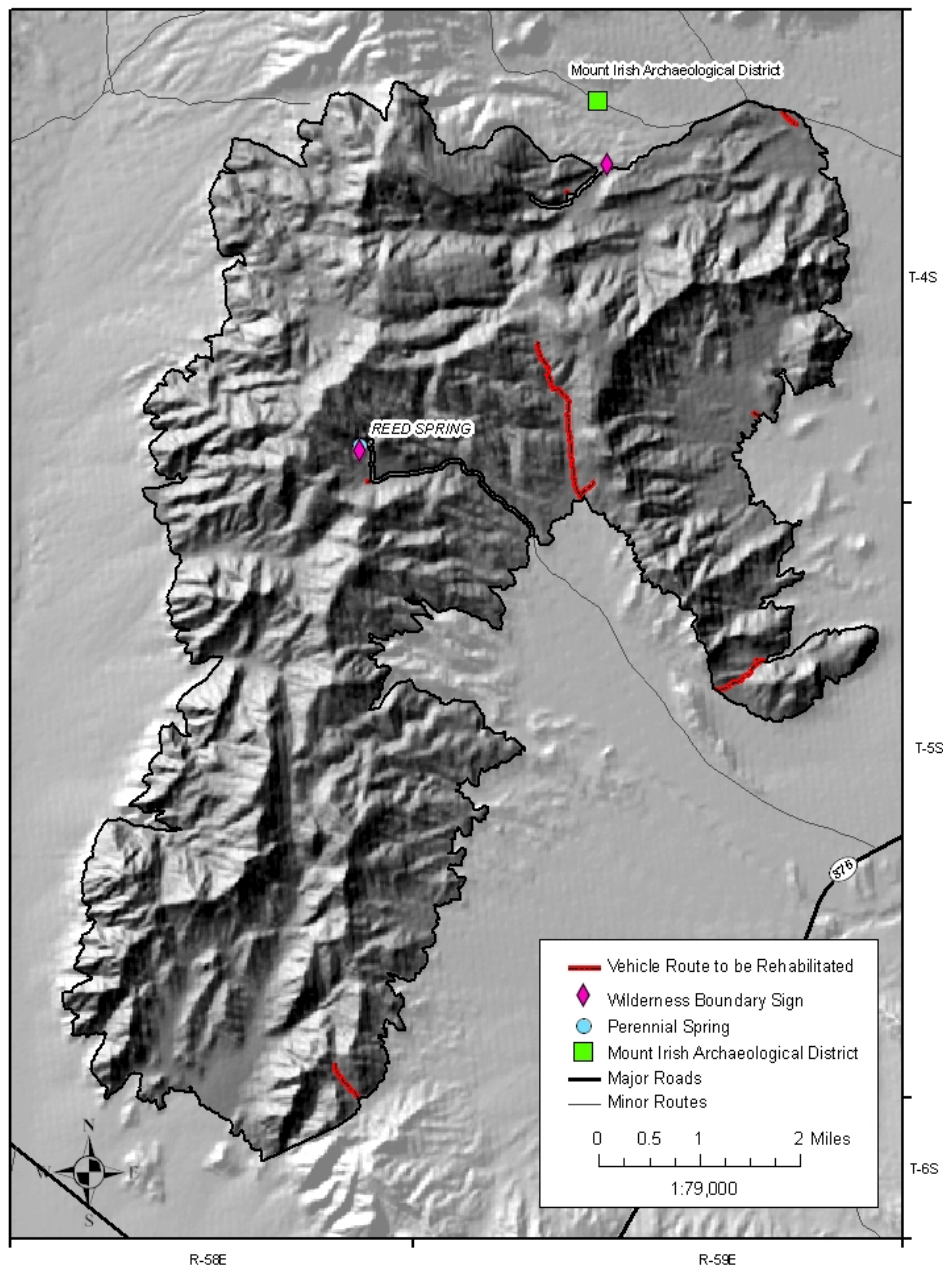 Mount Irish Archaeological District
T-4S
REED SPRING
T-5S
376
Vehicle Route to be Rehabilitated
Wilderness Boundary Sign
Perennial Spring
Mount Irish Archaeological District
Major Roads
Minor Routes
0 0.5 1 2 Miles
1:79,000
N
W E
S
T-6S
R-58E R-59E